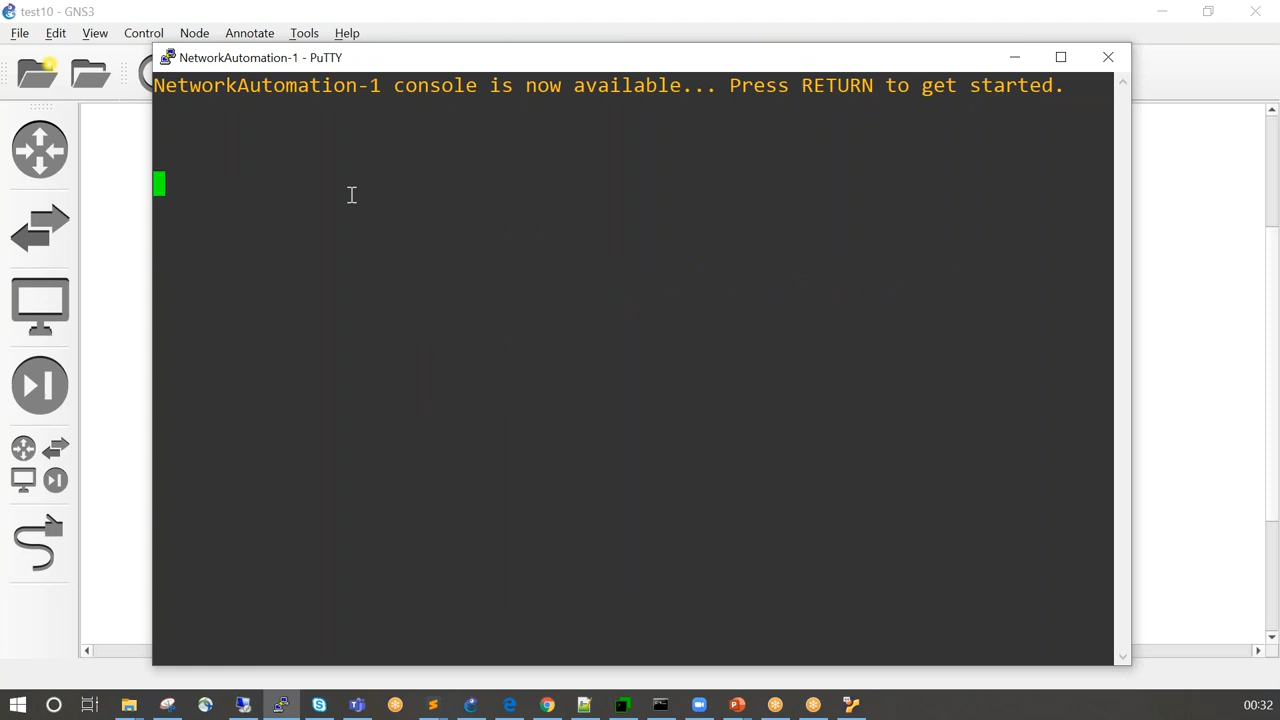 test10 - GNS3
File Edit View Control Node Annotate Tools Help
NetworkAutomation-1 - PuTTY
NetworkAutomation-1 console is now available... Press RETURN to get started.
00:32